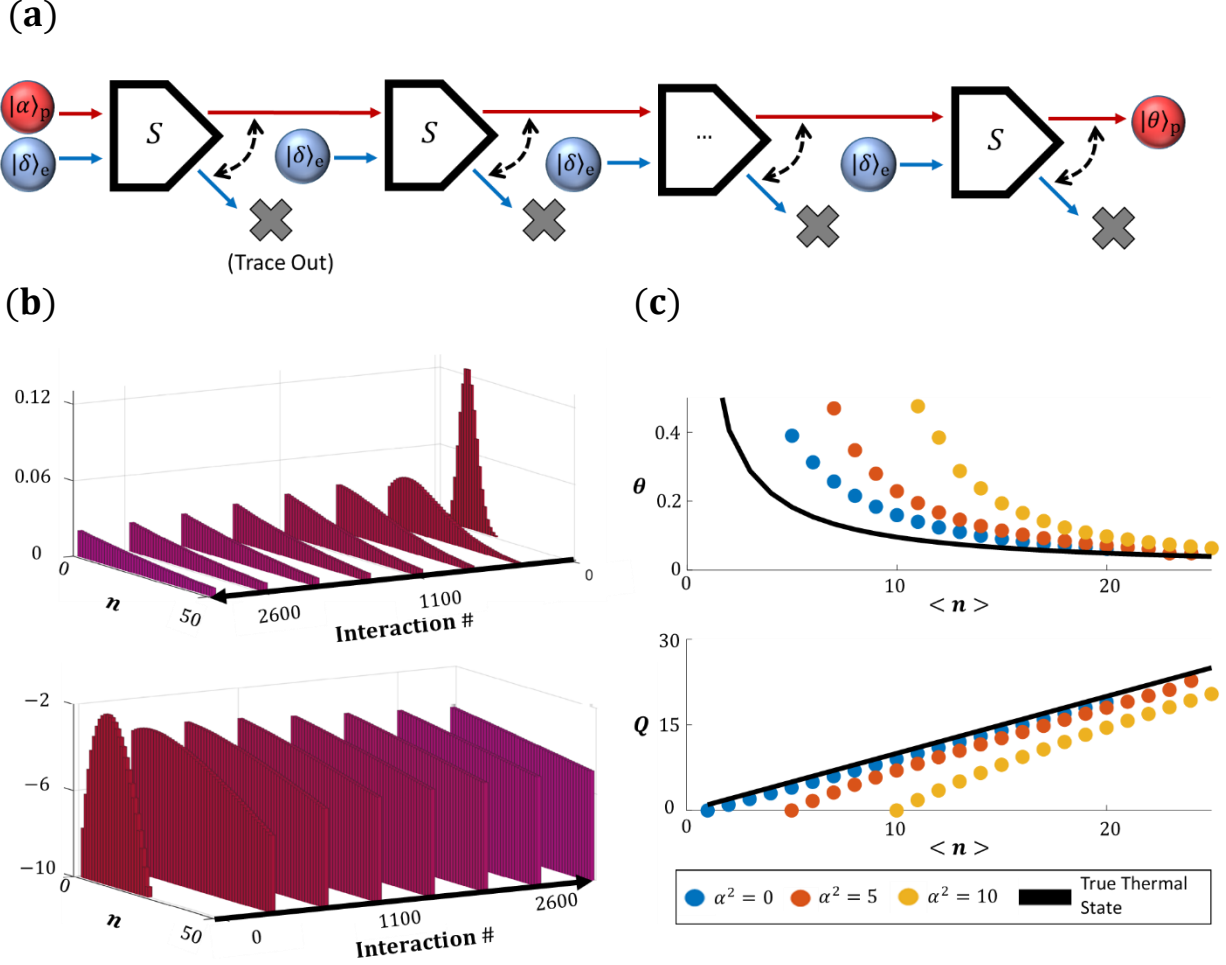 (a)
|α⟩p
|δ⟩e
S
|δ⟩e
S
|δ⟩e
...
|δ⟩e
S
|θ⟩p
(Trace Out)
(b)
0.12
0.06
0
0
n
50
2600
1100
0
Interaction #
−2
−6
−10
0
n
50
0
1100
2600
Interaction #
(c)
0.4
θ
0.2
0
0
10
20
< n >
30
Q
15
0
0
10
20
< n >
α² = 0
α² = 5
α² = 10
True Thermal
State